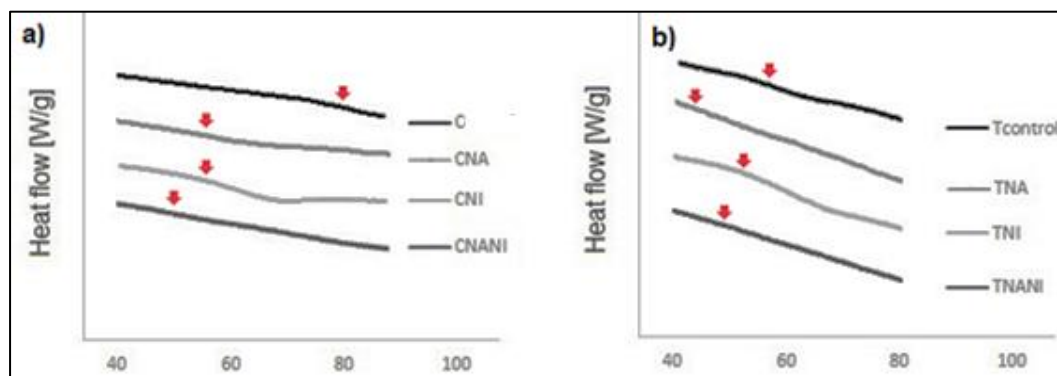 a)
Heat flow [W/g]
C
CNA
CNI
CNANI
40 60 80 100
b)
Heat flow [W/g]
Tcontrol
TNA
TNI
TNANI
40 60 80 100